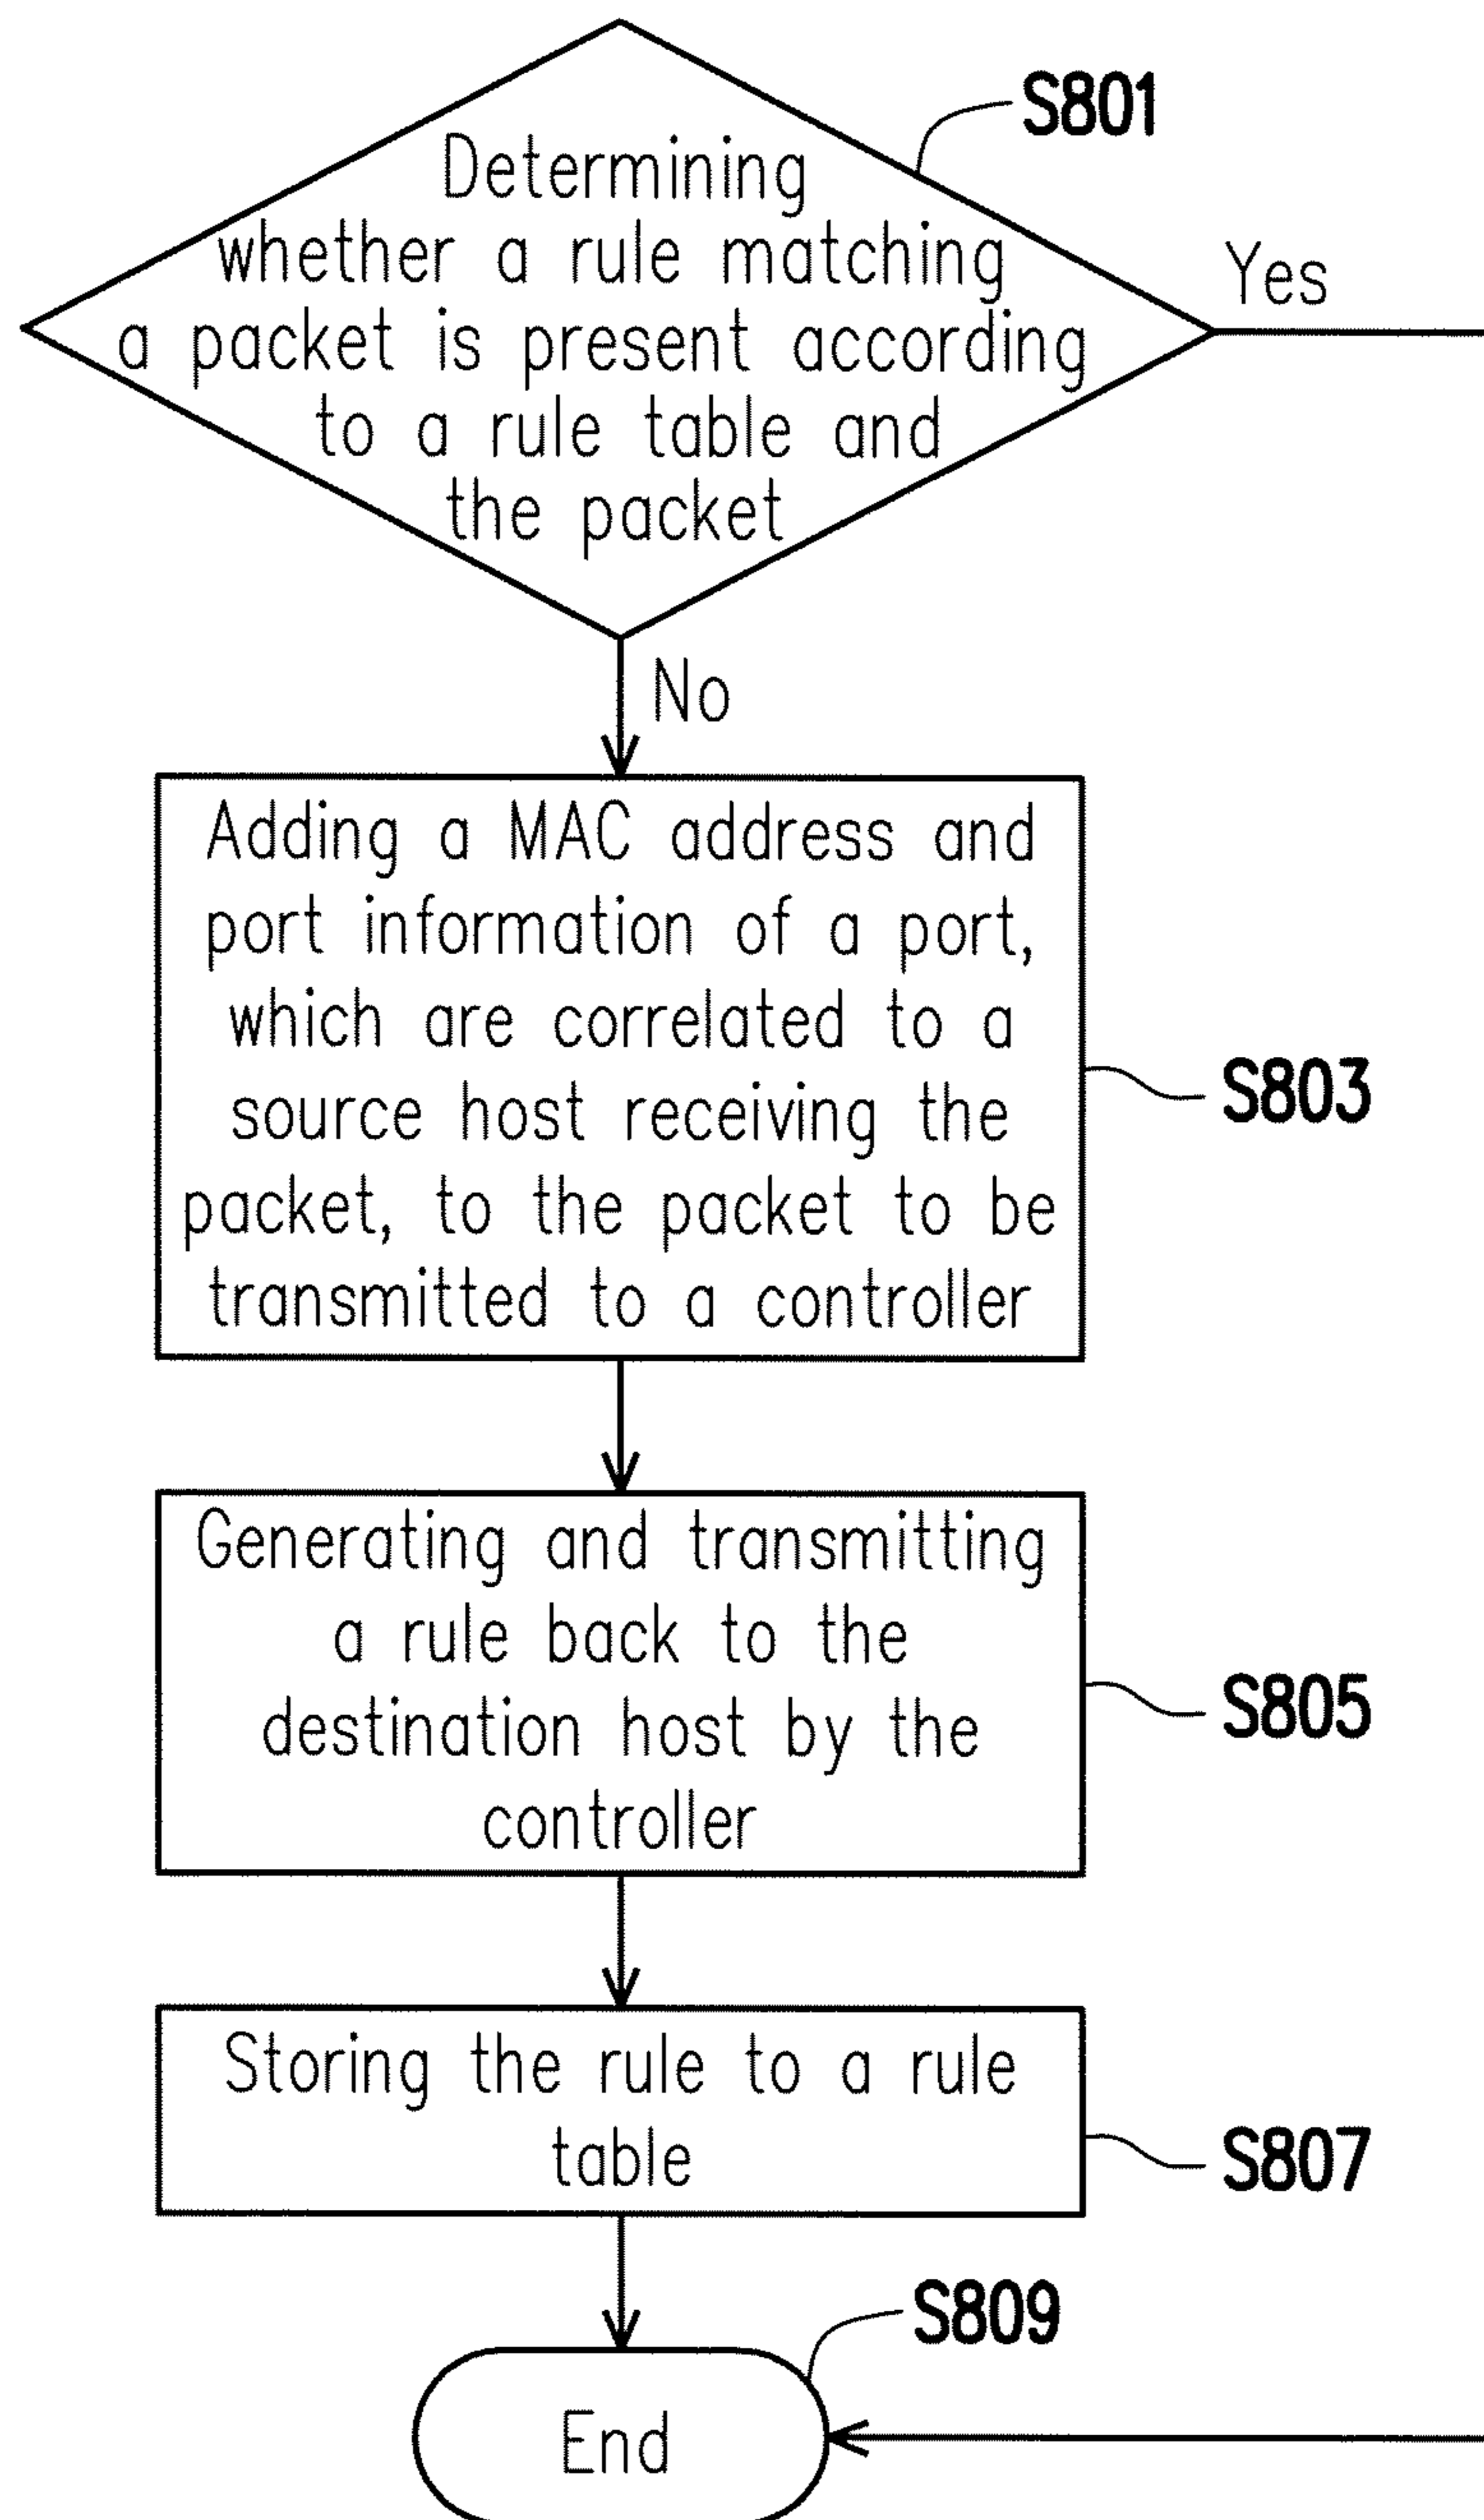 S801
Determining
whether a rule matching
a packet is present according
to a rule table and
the packet
Yes
No
Adding a MAC address and
port information of a port,
which are correlated to a
source host receiving the
packet, to the packet to be
transmitted to a controller
S803
Generating and transmitting
a rule back to the
destination host by the
controller
S805
Storing the rule to a rule
table
S807
S809
End